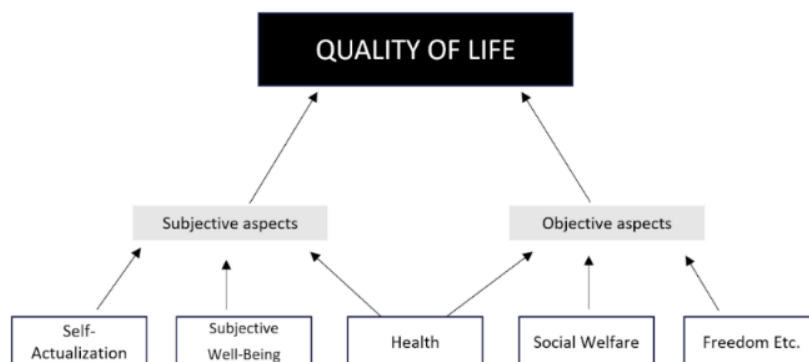 QUALITY OF LIFE
Subjective aspects
Objective aspects
Self-
Actualization
Subjective
Well-Being
Health
Social Welfare
Freedom Etc.